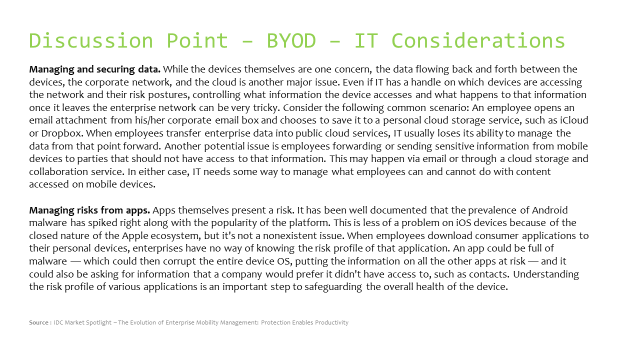 Discussion Point – BYOD – IT Considerations
Managing and securing data. While the devices themselves are one concern, the data flowing back and forth between the
devices, the corporate network, and the cloud is another major issue. Even if IT has a handle on which devices are accessing
the network and their risk postures, controlling what information the device accesses and what happens to that information
once it leaves the enterprise network can be very tricky. Consider the following common scenario: An employee opens an
email attachment from his/her corporate email box and chooses to save it to a personal cloud storage service, such as iCloud
or Dropbox. When employees transfer enterprise data into public cloud services, IT usually loses its ability to manage the
data from that point forward. Another potential issue is employees forwarding or sending sensitive information from mobile
devices to parties that should not have access to that information. This may happen via email or through a cloud storage and
collaboration service. In either case, IT needs some way to manage what employees can and cannot do with content
accessed on mobile devices.
Managing risks from apps. Apps themselves present a risk. It has been well documented that the prevalence of Android
malware has spiked right along with the popularity of the platform. This is less of a problem on iOS devices because of the
closed nature of the Apple ecosystem, but it's not a nonexistent issue. When employees download consumer applications to
their personal devices, enterprises have no way of knowing the risk profile of that application. An app could be full of
malware — which could then corrupt the entire device OS, putting the information on all the other apps at risk — and it
could also be asking for information that a company would prefer it didn't have access to, such as contacts. Understanding
the risk profile of various applications is an important step to safeguarding the overall health of the device.
Source : IDC Market Spotlight – The Evolution of Enterprise Mobility Management: Protection Enables Productivity